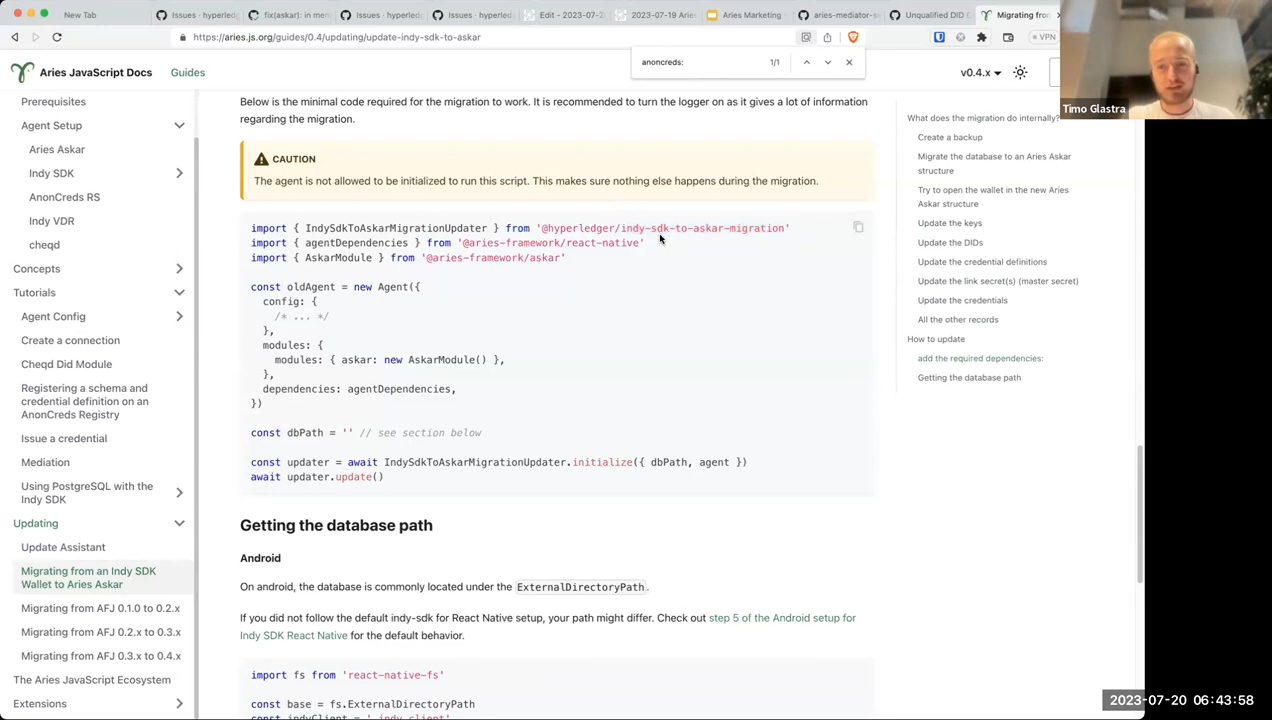 New Tab
Issues · hyperled
fix(askar): in mem
Issues · hyperled
Issues · hyperled
Edit - 2023-07-2
2023-07-19 Aries
Aries Marketing
aries-mediator-s
Unqualified DID C
Migrating from
https://aries.js.org/guides/0.4/updating/update-indy-sdk-to-askar
VPN
anoncreds:
1/1
Aries JavaScript Docs
Guides
v0.4.x
Timo Glastra
Prerequisites
Agent Setup
Aries Askar
Indy SDK
AnonCreds RS
Indy VDR
cheqd
Concepts
Tutorials
Agent Config
Create a connection
Cheqd Did Module
Registering a schema and
credential definition on an
AnonCreds Registry
Issue a credential
Mediation
Using PostgreSQL with the
Indy SDK
Updating
Update Assistant
Migrating from an Indy SDK
Wallet to Aries Askar
Migrating from AFJ 0.1.0 to 0.2.x
Migrating from AFJ 0.2.x to 0.3.x
Migrating from AFJ 0.3.x to 0.4.x
The Aries JavaScript Ecosystem
Extensions
Below is the minimal code required for the migration to work. It is recommended to turn the logger on as it gives a lot of information
regarding the migration.
CAUTION
The agent is not allowed to be initialized to run this script. This makes sure nothing else happens during the migration.
import { IndySdkToAskarMigrationUpdater } from '@hyperledger/indy-sdk-to-askar-migration'
import { agentDependencies } from '@aries-framework/react-native'
import { AskarModule } from '@aries-framework/askar'
const oldAgent = new Agent({
config: {
/* ... */
},
modules: {
modules: { askar: new AskarModule() },
},
dependencies: agentDependencies,
})
const dbPath = '' // see section below
const updater = await IndySdkToAskarMigrationUpdater.initialize({ dbPath, agent })
await updater.update()
Getting the database path
Android
On android, the database is commonly located under the ExternalDirectoryPath.
If you did not follow the default indy-sdk for React Native setup, your path might differ. Check out step 5 of the Android setup for
Indy SDK React Native for the default behavior.
import fs from 'react-native-fs'
const base = fs.ExternalDirectoryPath
const indyClient = '.indy_client'
What does the migration do internally?
Create a backup
Migrate the database to an Aries Askar
structure
Try to open the wallet in the new Aries
Askar structure
Update the keys
Update the DIDs
Update the credential definitions
Update the link secret(s) (master secret)
Update the credentials
All the other records
How to update
add the required dependencies:
Getting the database path
2023-07-20 06:43:58